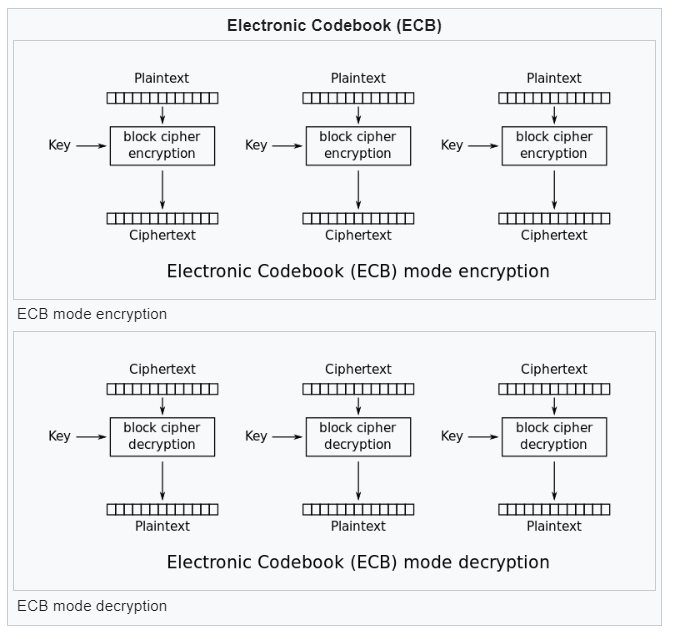 Electronic Codebook (ECB)
Plaintext Plaintext Plaintext
Key block cipher encryption Key block cipher encryption Key block cipher encryption
Ciphertext Ciphertext Ciphertext
Electronic Codebook (ECB) mode encryption
ECB mode encryption
Ciphertext Ciphertext Ciphertext
Key block cipher decryption Key block cipher decryption Key block cipher decryption
Plaintext Plaintext Plaintext
Electronic Codebook (ECB) mode decryption
ECB mode decryption